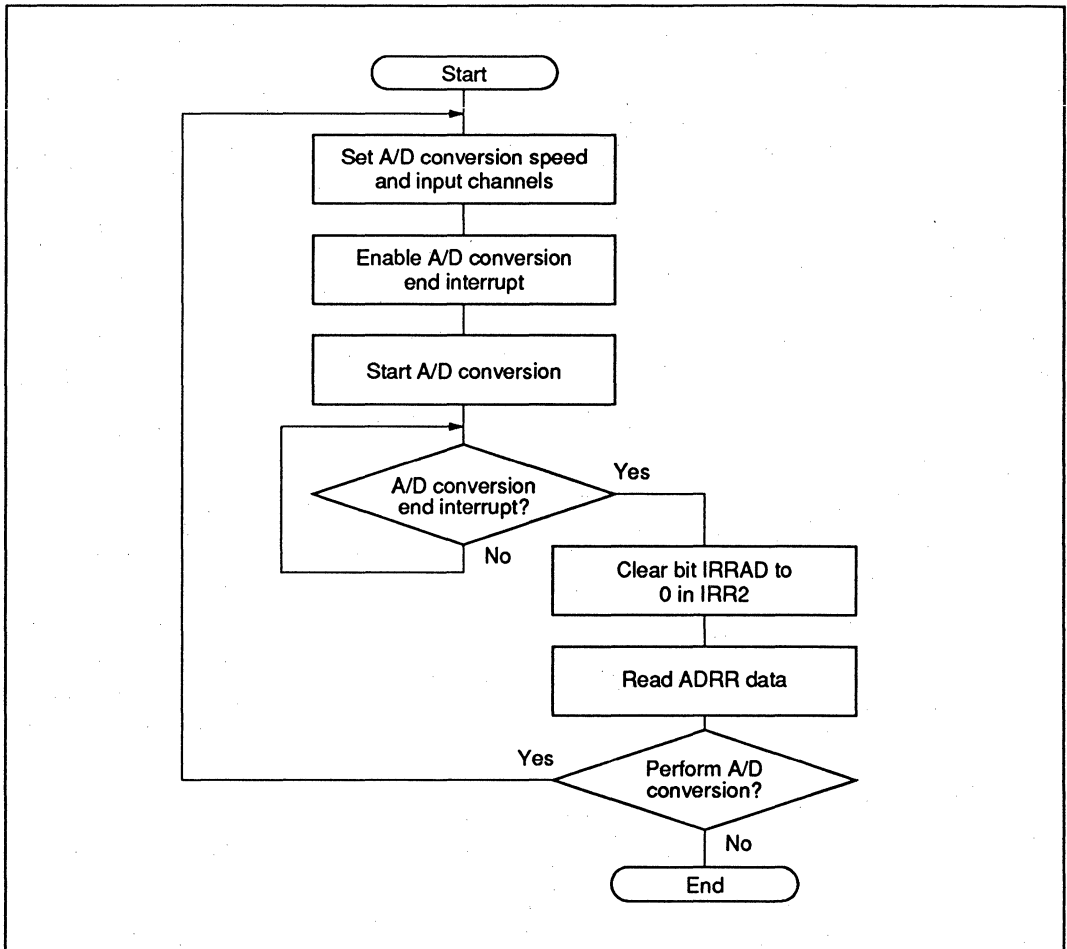 Start
Set A/D conversion speed
and input channels
Enable A/D conversion
end interrupt
Start A/D conversion
A/D conversion
end interrupt?
Yes
No
Clear bit IRRAD to
0 in IRR2
Read ADRR data
Perform A/D
conversion?
Yes
No
End